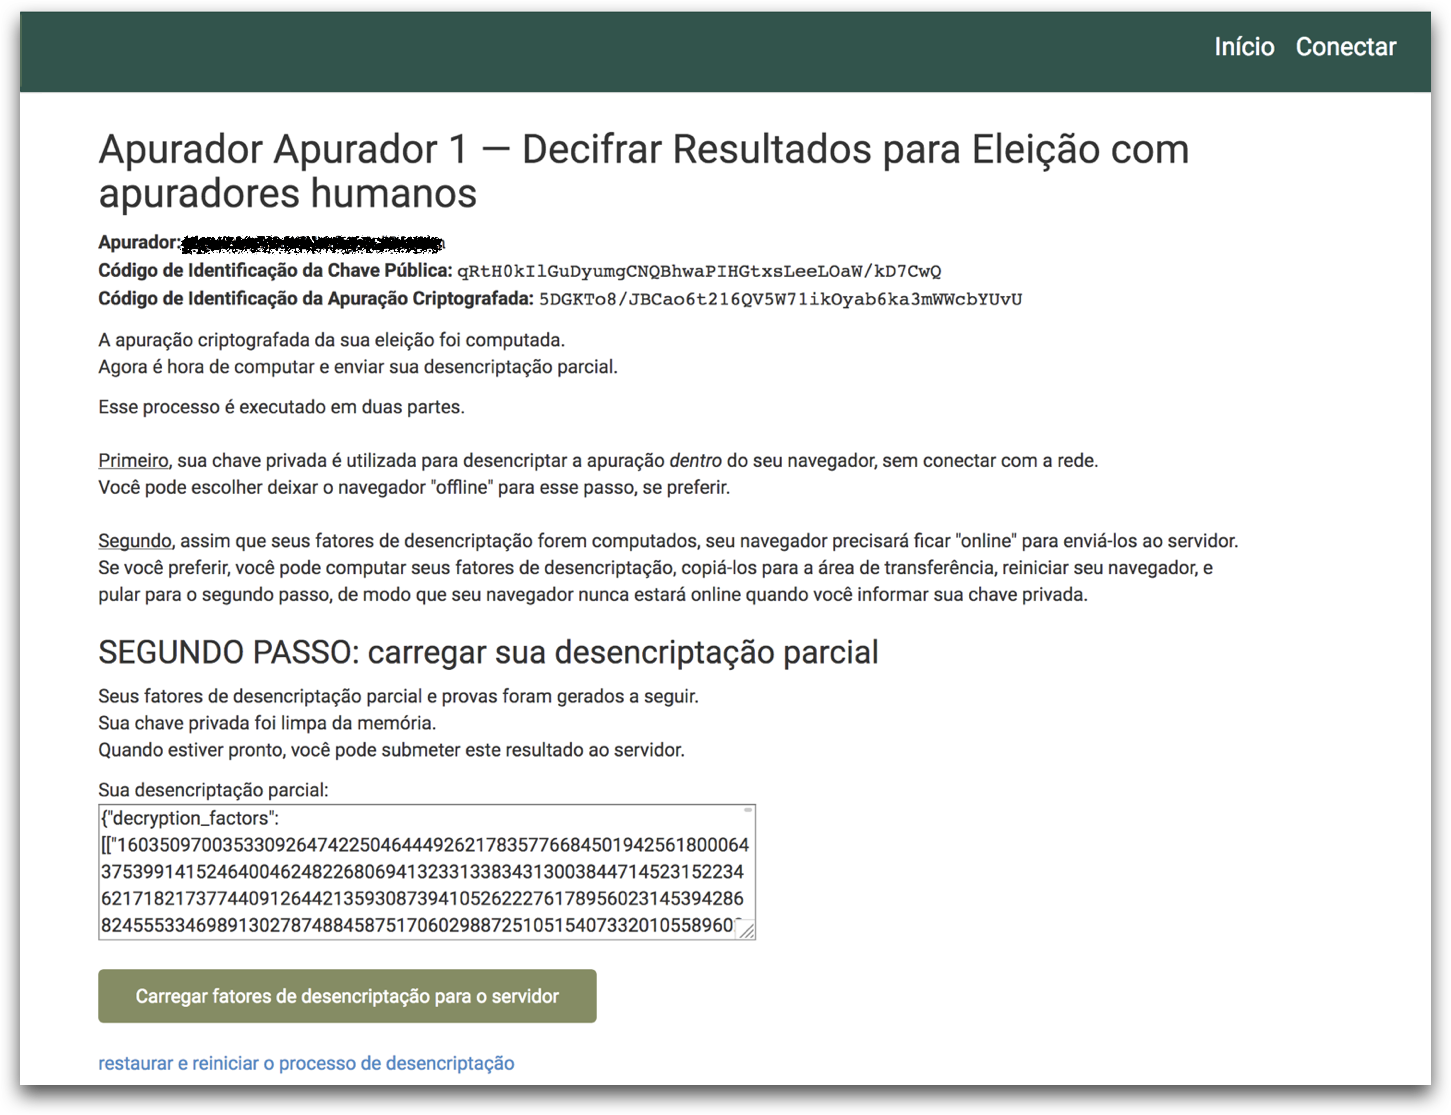 Início Conectar
Apurador Apurador 1 — Decifrar Resultados para Eleição com
apuradores humanos
Apurador:
Código de Identificação da Chave Pública: qRtH0kIlGuDyumgCNQBhwaPIHGtxsLeeLOaW/kD7CwQ
Código de Identificação da Apuração Criptografada: 5DGKTo8/JBCao6t216QV5W71ikOyab6ka3mWWcbYUvU
A apuração criptografada da sua eleição foi computada.
Agora é hora de computar e enviar sua desencriptação parcial.
Esse processo é executado em duas partes.
Primeiro, sua chave privada é utilizada para desencriptar a apuração dentro do seu navegador, sem conectar com a rede.
Você pode escolher deixar o navegador "offline" para esse passo, se preferir.
Segundo, assim que seus fatores de desencriptação forem computados, seu navegador precisará ficar "online" para enviá-los ao servidor.
Se você preferir, você pode computar seus fatores de desencriptação, copiá-los para a área de transferência, reiniciar seu navegador, e
pular para o segundo passo, de modo que seu navegador nunca estará online quando você informar sua chave privada.
SEGUNDO PASSO: carregar sua desencriptação parcial
Seus fatores de desencriptação parcial e provas foram gerados a seguir.
Sua chave privada foi limpa da memória.
Quando estiver pronto, você pode submeter este resultado ao servidor.
Sua desencriptação parcial:
{"decryption_factors":
[["160350970035330926474225046444926217835776684501942561800064
3753991415246400462482268069413233133834313003844714523152234
6217182173774409126442135930873941052622276178956023145394286
824555334698913027874884587517060298872510515407332010558960
Carregar fatores de desencriptação para o servidor
restaurar e reiniciar o processo de desencriptação